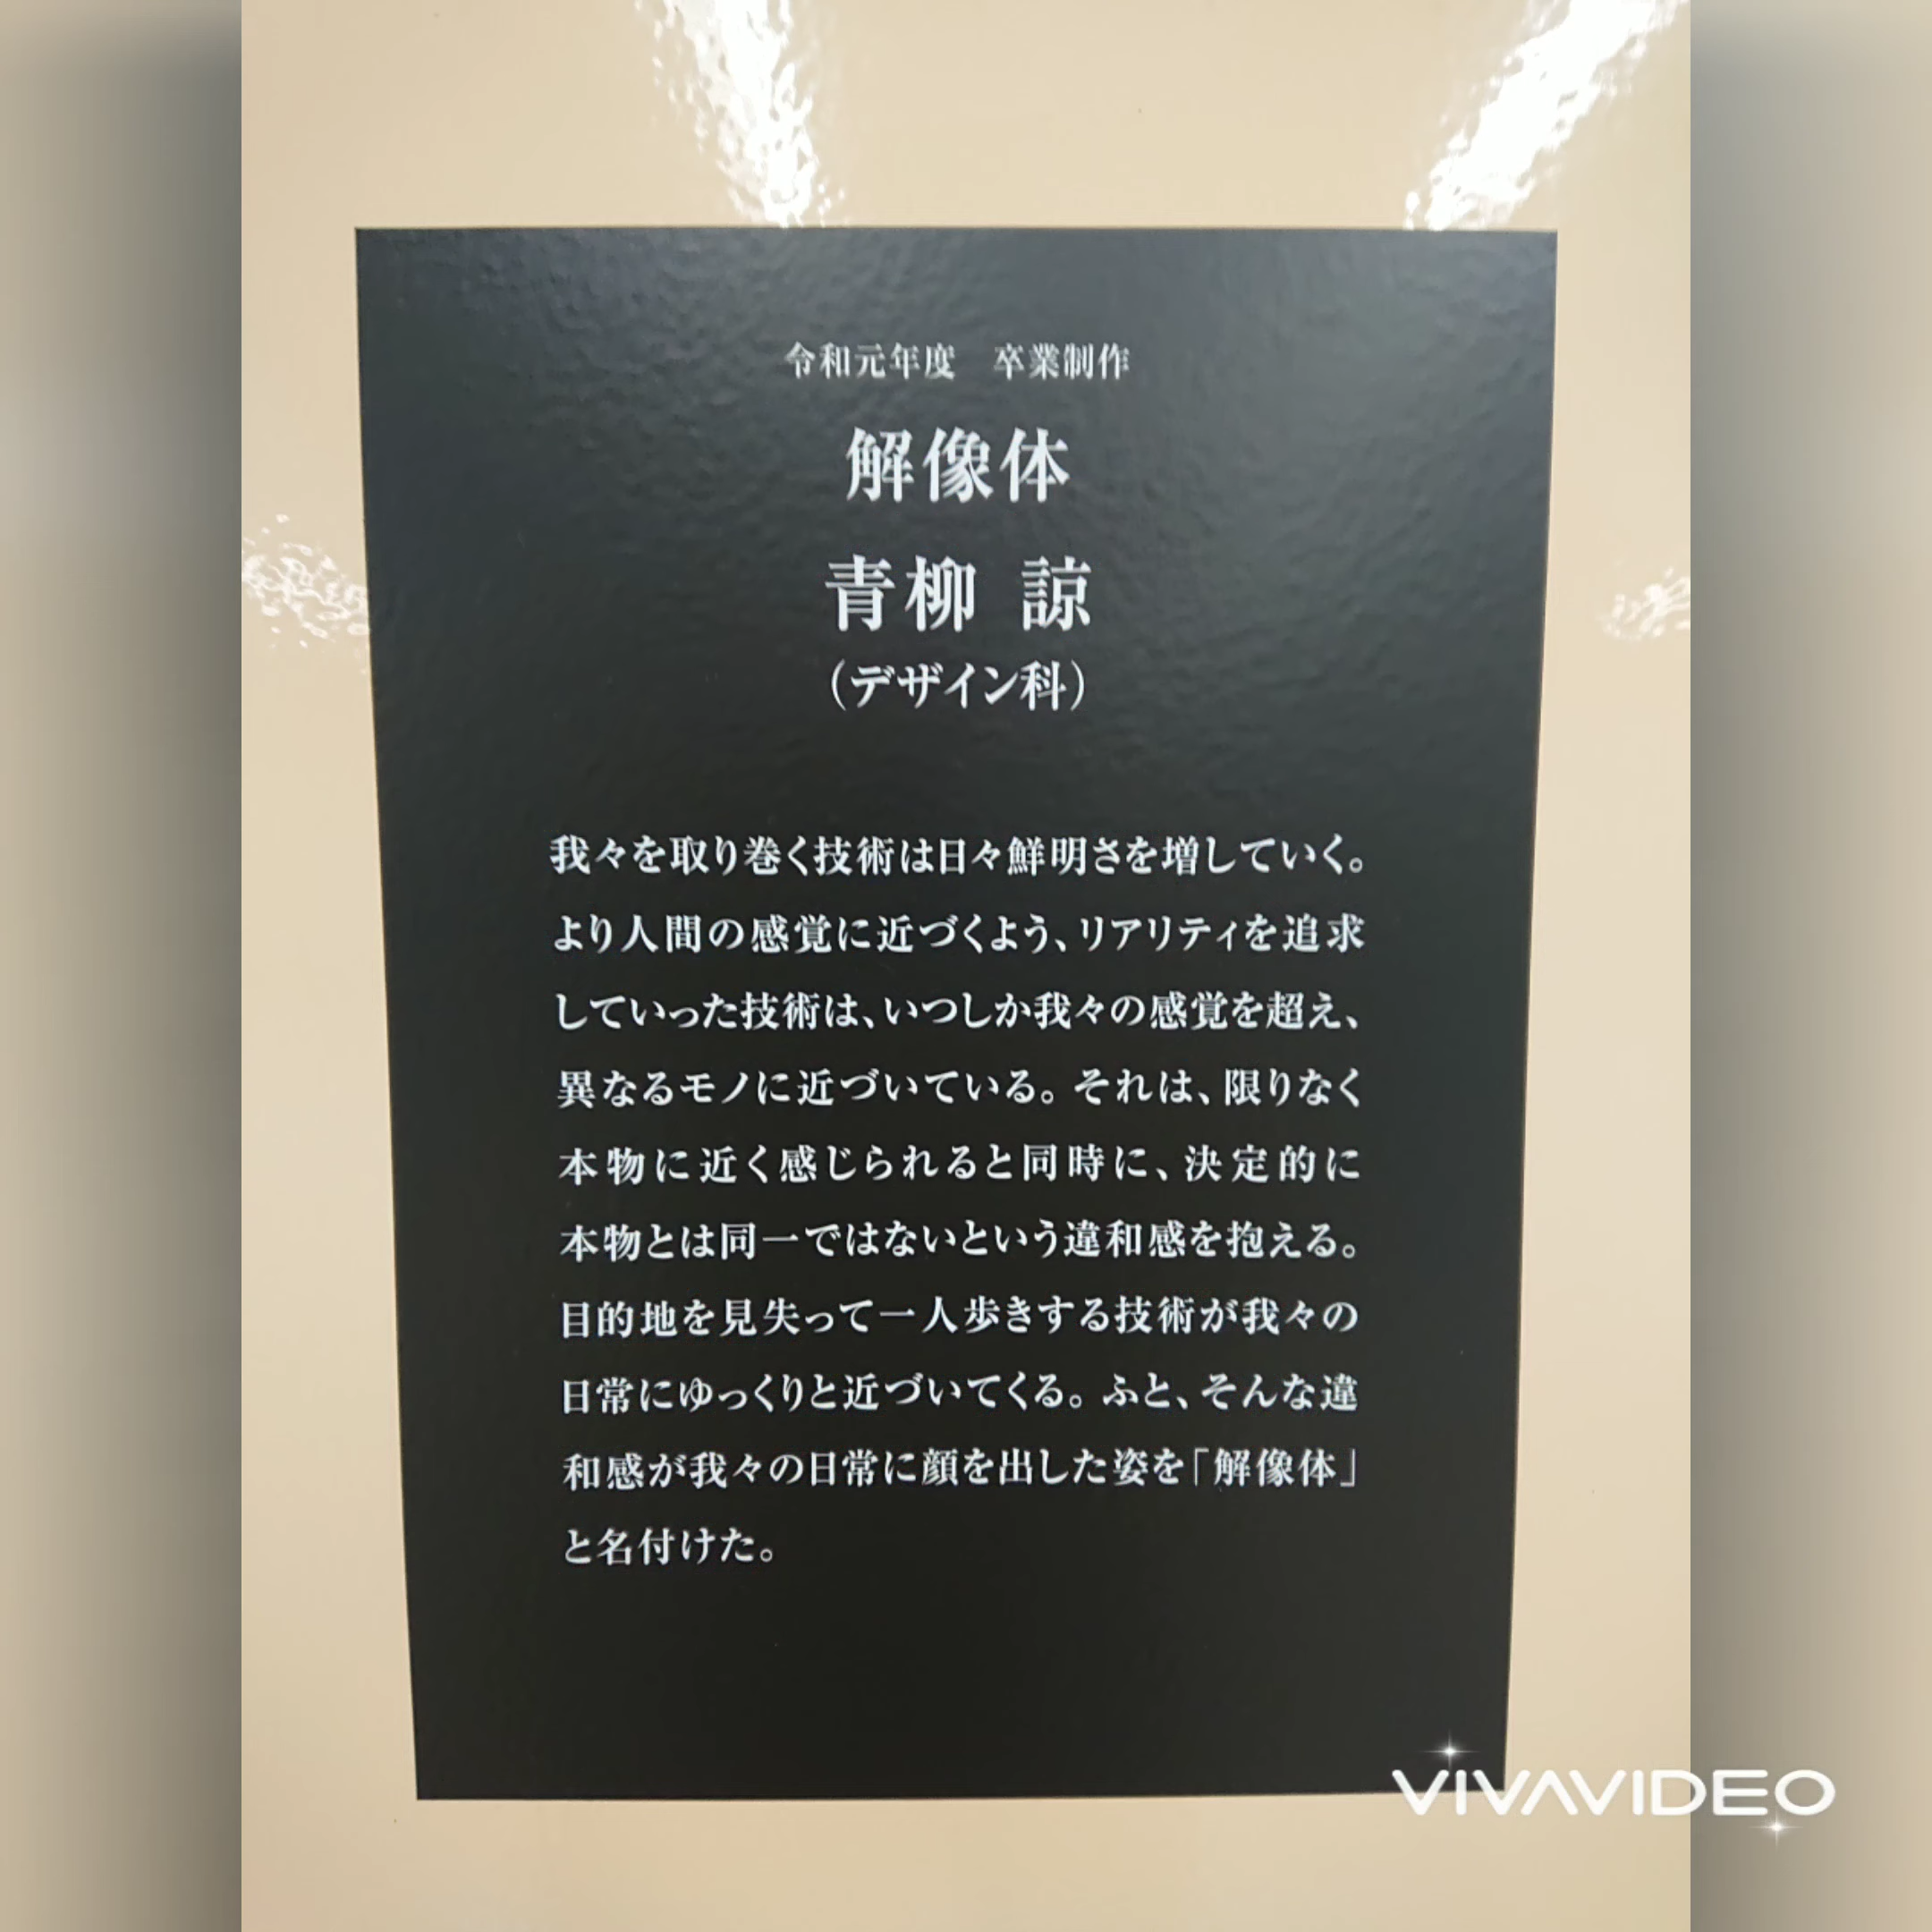 令和元年度　卒業制作
解像体
青柳 諒
（デザイン科）
我々を取り巻く技術は日々鮮明さを増していく。
より人間の感覚に近づくよう、リアリティを追求
していった技術は、いつしか我々の感覚を超え、
異なるモノに近づいている。それは、限りなく
本物に近く感じられると同時に、決定的に
本物とは同一ではないという違和感を抱える。
目的地を見失って一人歩きする技術が我々の
日常にゆっくりと近づいてくる。ふと、そんな違
和感が我々の日常に顔を出した姿を「解像体」
と名付けた。
VIVAVIDEO